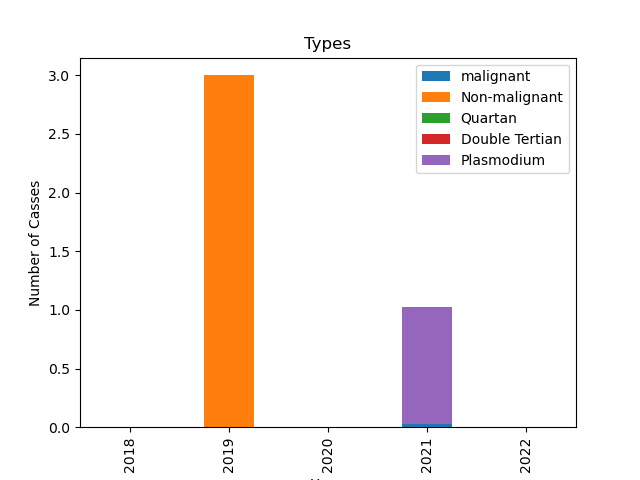 Types
malignant
Non-malignant
Quartan
Double Tertian
Plasmodium
Number of Casses
3.0
2.5
2.0
1.5
1.0
0.5
0.0
2018
2019
2020
2021
2022